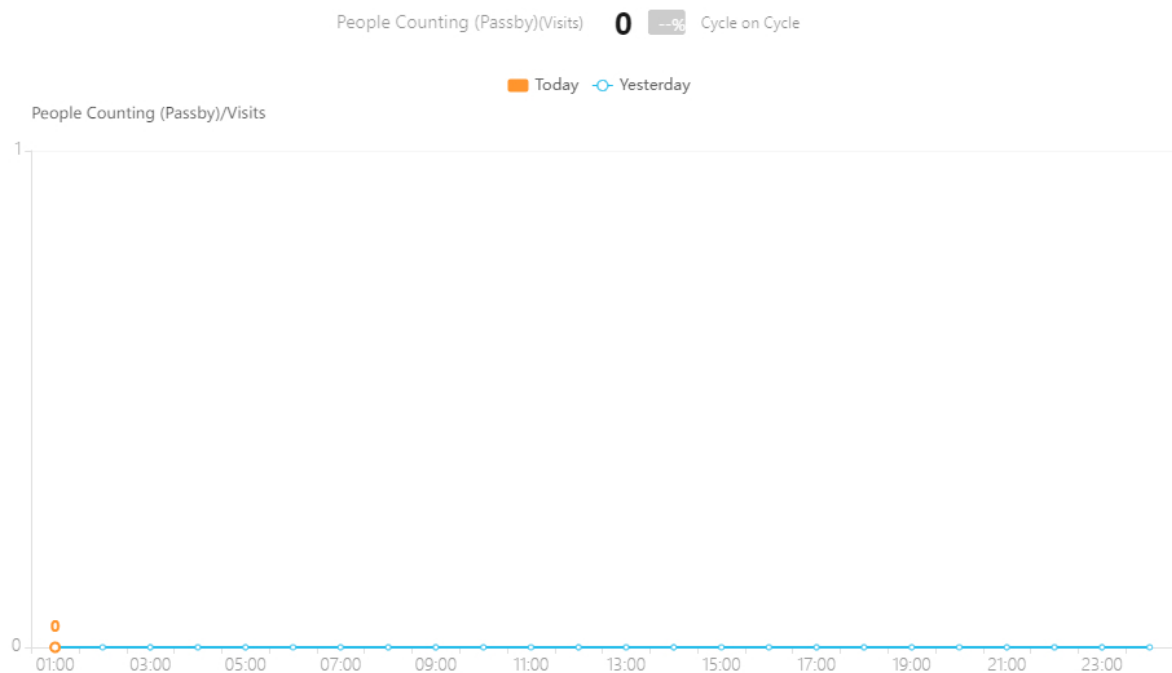 People Counting (Passby)(Visits) 0 --% Cycle on Cycle
Today Yesterday
People Counting (Passby)/Visits
1
0
0
01:00 03:00 05:00 07:00 09:00 11:00 13:00 15:00 17:00 19:00 21:00 23:00